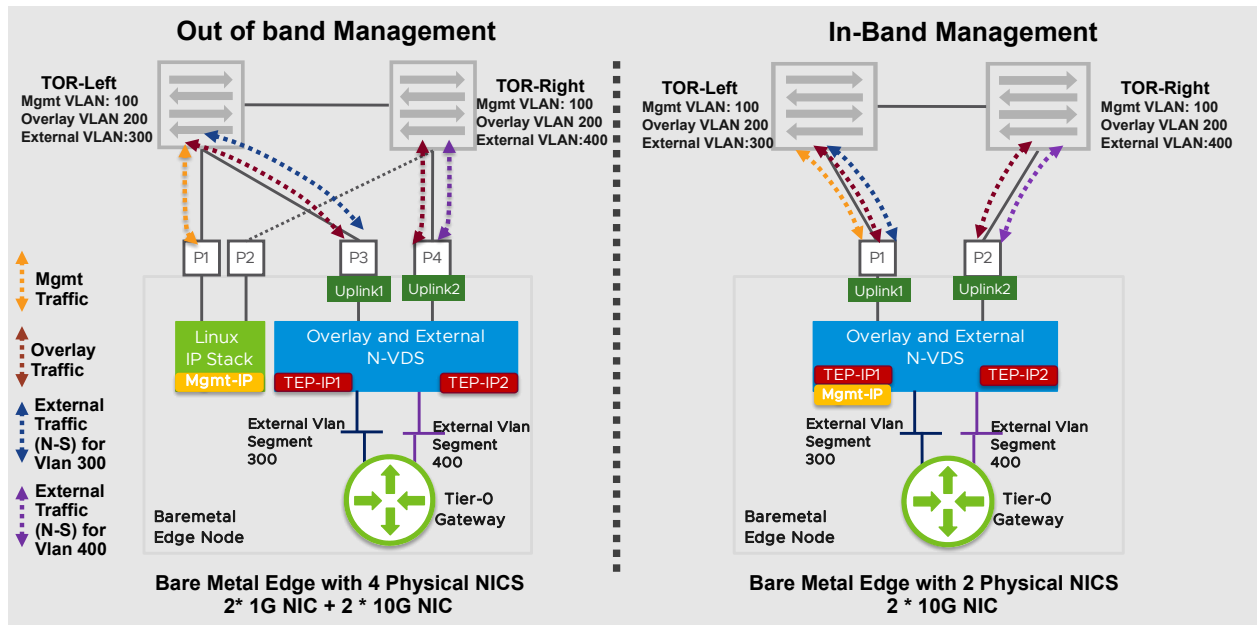 Out of band Management
TOR-Left
Mgmt VLAN: 100
Overlay VLAN 200
External VLAN:300
TOR-Right
Mgmt VLAN: 100
Overlay VLAN 200
External VLAN:400
P1
P2
P3
P4
Uplink1
Uplink2
Mgmt
Traffic
Overlay
Traffic
External
Traffic
(N-S) for
Vlan 300
External
Traffic
(N-S) for
Vlan 400
Linux
IP Stack
Mgmt-IP
Overlay and External
N-VDS
TEP-IP1
TEP-IP2
External Vlan
Segment
300
External Vlan
Segment
400
Tier-0
Gateway
Baremetal
Edge Node
Bare Metal Edge with 4 Physical NICS
2* 1G NIC + 2 * 10G NIC
In-Band Management
TOR-Left
Mgmt VLAN: 100
Overlay VLAN 200
External VLAN:300
TOR-Right
Mgmt VLAN: 100
Overlay VLAN 200
External VLAN:400
P1
P2
Uplink1
Uplink2
Overlay and External
N-VDS
TEP-IP1
Mgmt-IP
TEP-IP2
External Vlan
Segment
300
External Vlan
Segment
400
Tier-0
Gateway
Baremetal
Edge Node
Bare Metal Edge with 2 Physical NICS
2 * 10G NIC